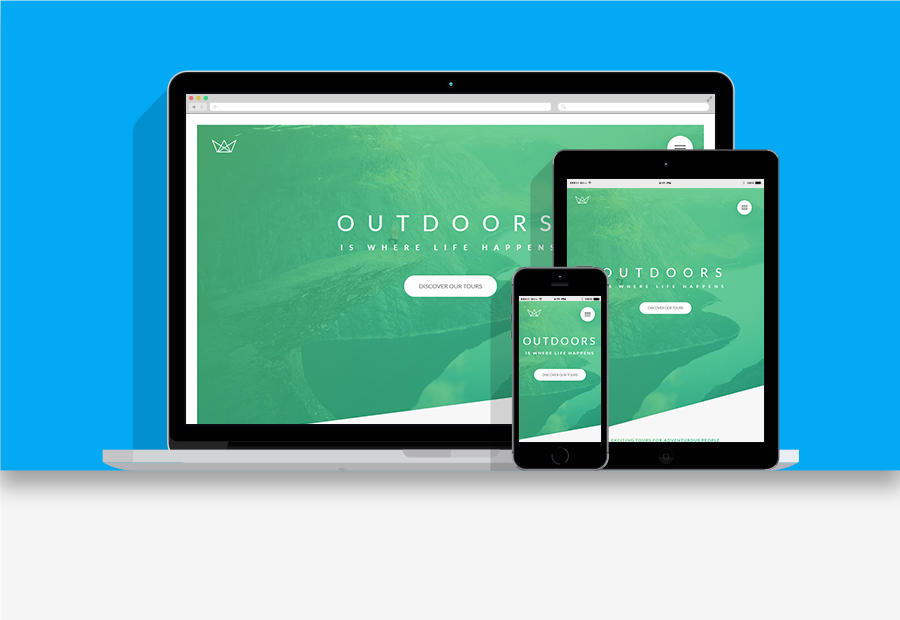 OUTDOORS
IS WHERE LIFE HAPPENS
DISCOVER OUR TOURS
OUTDOORS
IS WHERE LIFE HAPPENS
DISCOVER OUR TOURS
EXCITING TOURS FOR ADVENTUROUS PEOPLE
OUTDOORS
IS WHERE LIFE HAPPENS
DISCOVER OUR TOURS